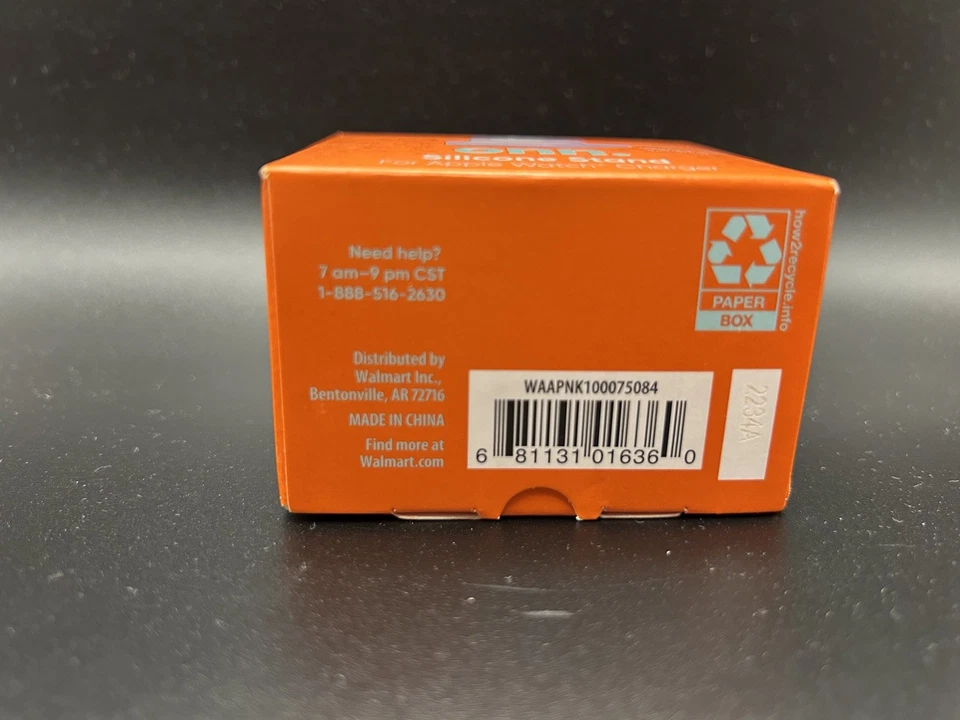 onn.
Silicone Stand
For Apple Watch® Charger
Need help?
7 am–9 pm CST
1-888-516-2630
how2recycle.info
PAPER
BOX
Distributed by
Walmart Inc.,
Bentonville, AR 72716
MADE IN CHINA
Find more at
Walmart.com
WAAPNK100075084
6 81131 01636 0
2234A